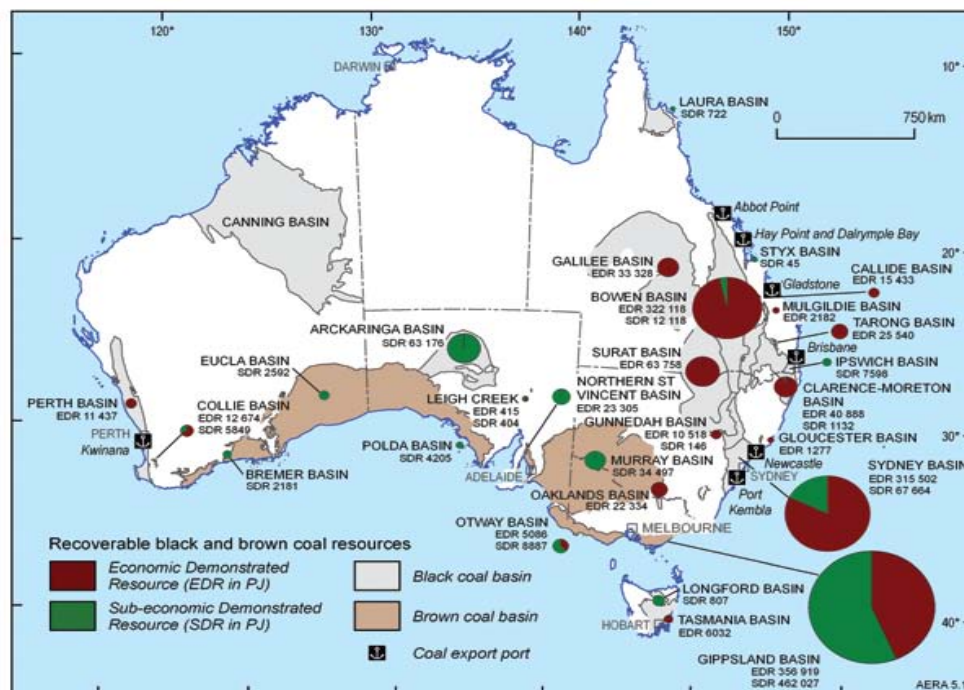 120°
130°
140°
150°
DARWIN
10°
LAURA BASIN
SDR 722
0
750 km
CANNING BASIN
Abbot Point
Hay Point and Dalrymple Bay
20°
STYX BASIN
SDR 45
GALILEE BASIN
EDR 33 328
CALLIDE BASIN
EDR 15 433
Gladstone
BOWEN BASIN
EDR 322 118
SDR 12 118
MULGILDIE BASIN
EDR 2182
TARONG BASIN
EDR 25 540
ARCKARINGA BASIN
SDR 63 176
Brisbane
EUCLA BASIN
SDR 2592
SURAT BASIN
EDR 63 758
IPSWICH BASIN
SDR 7598
NORTHERN ST
VINCENT BASIN
EDR 23 305
CLARENCE-MORETON
BASIN
EDR 40 888
SDR 1132
PERTH BASIN
EDR 11 437
COLLIE BASIN
EDR 12 674
SDR 5849
LEIGH CREEK
EDR 415
SDR 404
GUNNEDAH BASIN
EDR 10 518
SDR 146
PERTH
Kwinana
POLDA BASIN
SDR 4205
GLOUCESTER BASIN
EDR 1277
30°
BREMER BASIN
SDR 2181
ADELAIDE
MURRAY BASIN
SDR 34 497
Newcastle
SYDNEY
SYDNEY BASIN
EDR 315 502
SDR 67 664
OAKLANDS BASIN
EDR 22 334
Port
Kembla
OTWAY BASIN
EDR 5086
SDR 8887
MELBOURNE
Recoverable black and brown coal resources
Economic Demonstrated
Resource (EDR in PJ)
Black coal basin
Sub-economic Demonstrated
Resource (SDR in PJ)
Brown coal basin
Coal export port
LONGFORD BASIN
SDR 807
HOBART
TASMANIA BASIN
EDR 6032
40°
GIPPSLAND BASIN
EDR 356 919
SDR 462 027
AERA 5.1